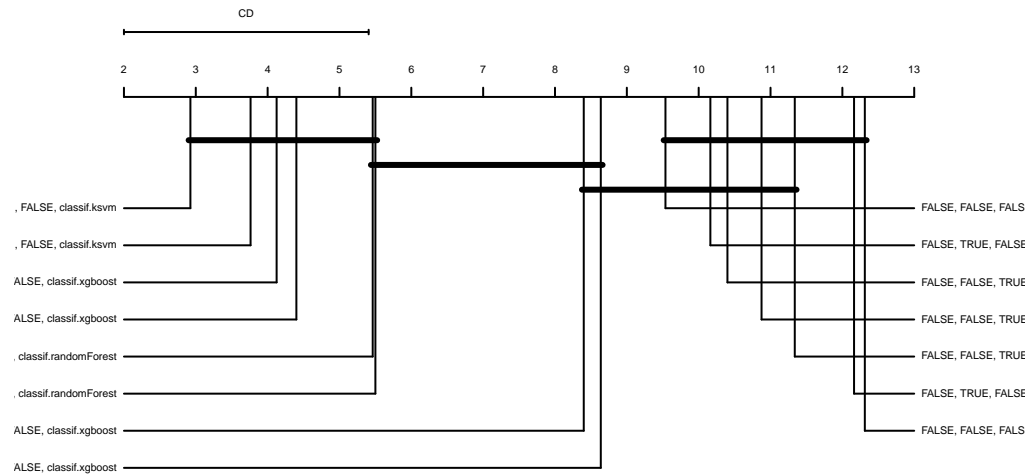 CD
2 3 4 5 6 7 8 9 10 11 12 13
, FALSE, classif.ksvm
, FALSE, classif.ksvm
ALSE, classif.xgboost
ALSE, classif.xgboost
, classif.randomForest
, classif.randomForest
ALSE, classif.xgboost
ALSE, classif.xgboost
FALSE, FALSE, FALS
FALSE, TRUE, FALSE
FALSE, FALSE, TRUE
FALSE, FALSE, TRUE
FALSE, FALSE, TRUE
FALSE, TRUE, FALSE
FALSE, FALSE, FALS